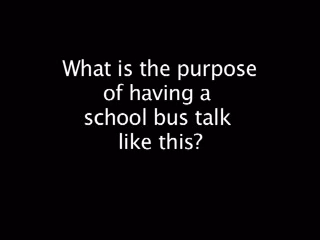 What is the purpose
of having a
school bus talk
like this?